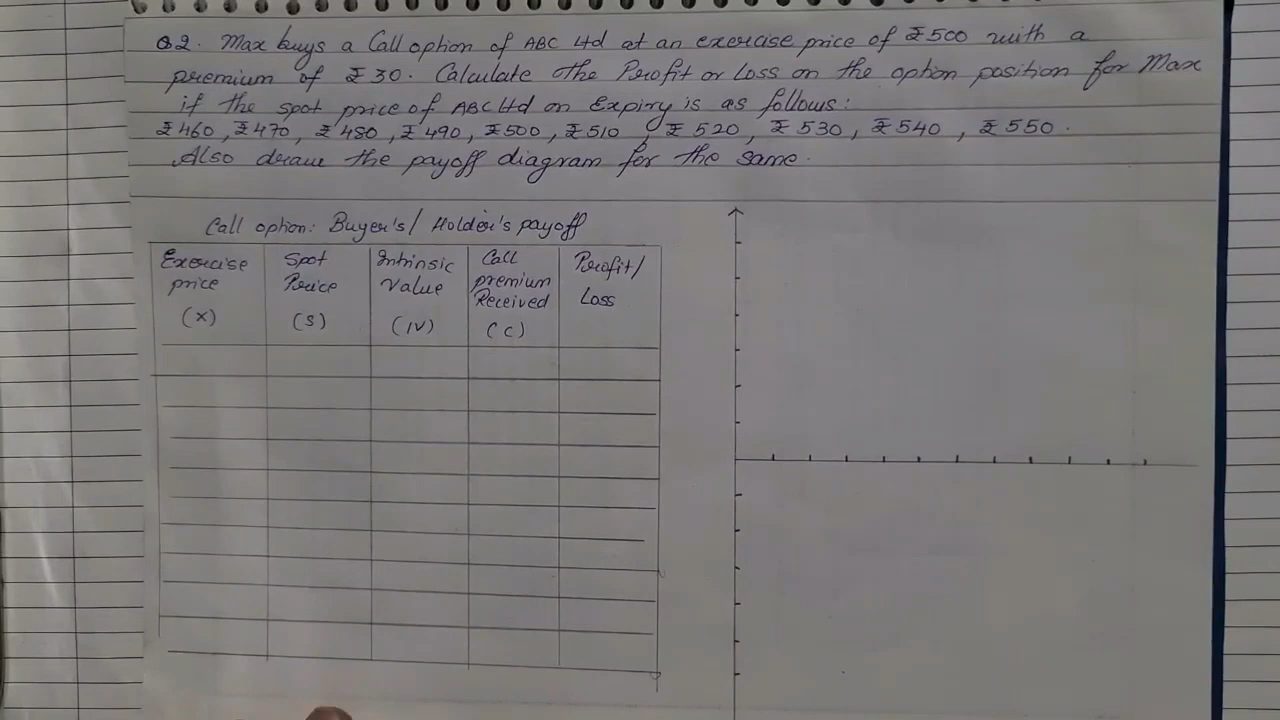 Q.2. Max buys a Call option of ABC Ltd at an exercise price of ₹500 with a
premium of ₹30. Calculate the Profit or Loss on the option position for Max
if the spot price of ABC Ltd on Expiry is as follows:
₹460, ₹470, ₹480, ₹490, ₹500, ₹510, ₹520, ₹530, ₹540, ₹550.
Also draw the payoff diagram for the same.
Call option: Buyer's/ Holder's payoff
Exercise price (X)
Spot Price (S)
Intrinsic Value (IV)
Call premium Received (C)
Profit/ Loss